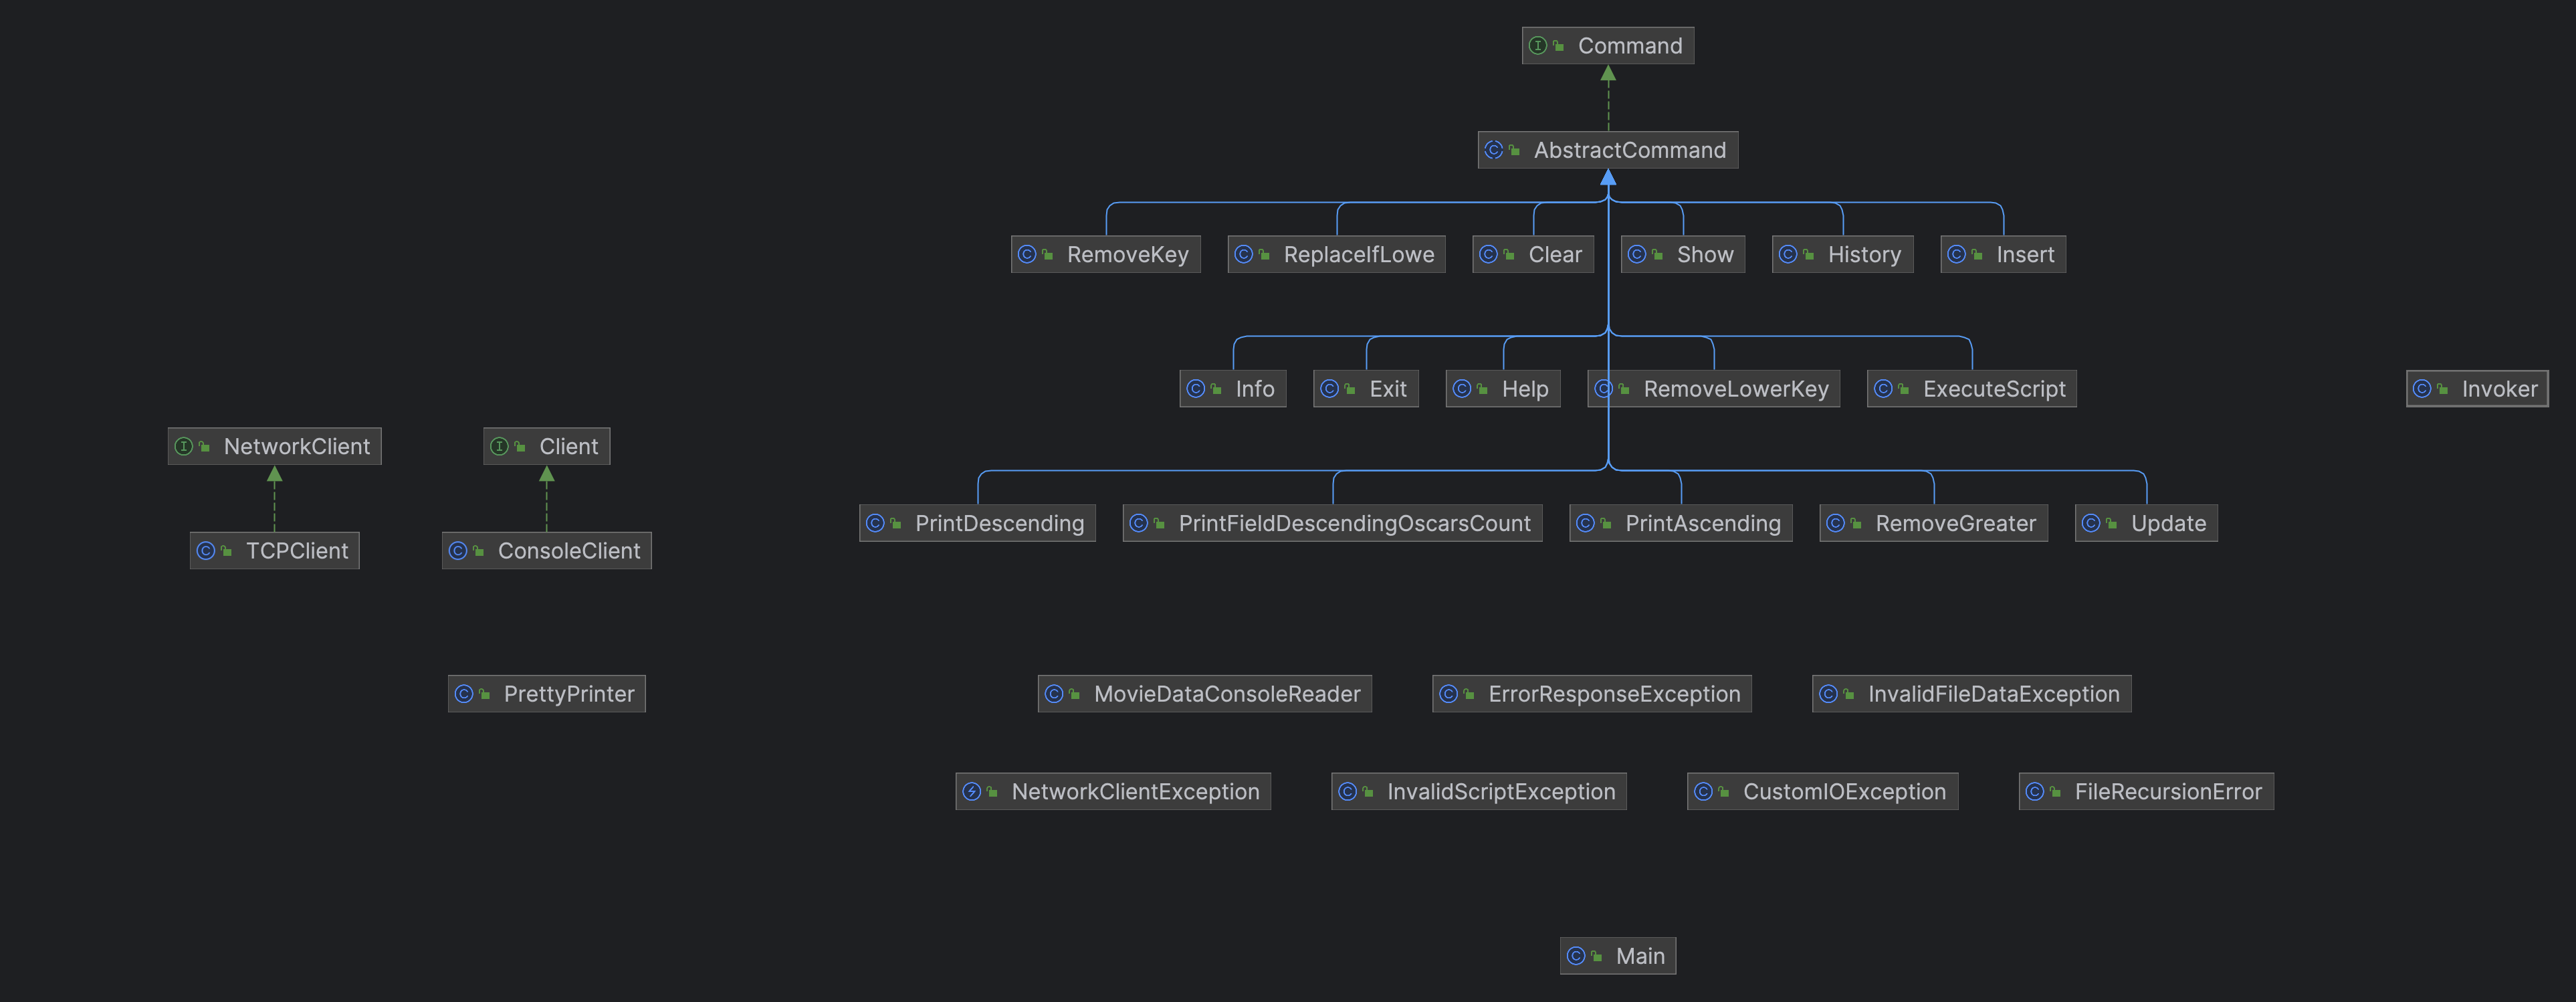 Command
AbstractCommand
RemoveKey
ReplaceIfLowe
Clear
Show
History
Insert
Info
Exit
Help
RemoveLowerKey
ExecuteScript
Invoker
NetworkClient
Client
PrintDescending
PrintFieldDescendingOscarsCount
PrintAscending
RemoveGreater
Update
TCPClient
ConsoleClient
PrettyPrinter
MovieDataConsoleReader
ErrorResponseException
InvalidFileDataException
NetworkClientException
InvalidScriptException
CustomIOException
FileRecursionError
Main